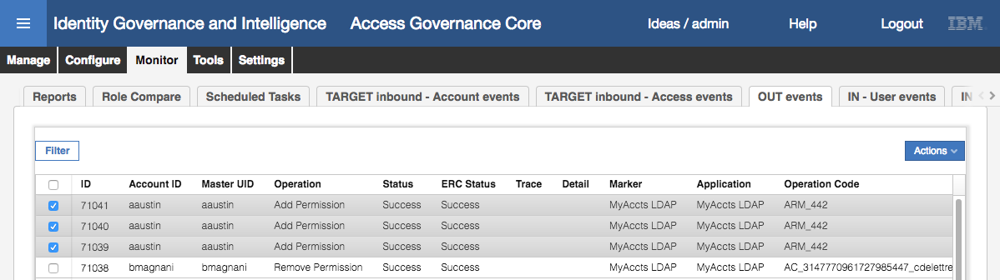 Identity Governance and Intelligence Access Governance Core Ideas / admin Help Logout IBM
Manage Configure Monitor Tools Settings
Reports Role Compare Scheduled Tasks TARGET inbound - Account events TARGET inbound - Access events OUT events IN - User events IN
Filter Actions
ID Account ID Master UID Operation Status ERC Status Trace Detail Marker Application Operation Code
71041 aaustin aaustin Add Permission Success Success MyAccts LDAP MyAccts LDAP ARM_442
71040 aaustin aaustin Add Permission Success Success MyAccts LDAP MyAccts LDAP ARM_442
71039 aaustin aaustin Add Permission Success Success MyAccts LDAP MyAccts LDAP ARM_442
71038 bmagnani bmagnani Remove Permission Success Success MyAccts LDAP MyAccts LDAP AC_3147770961727985447_cdelettre